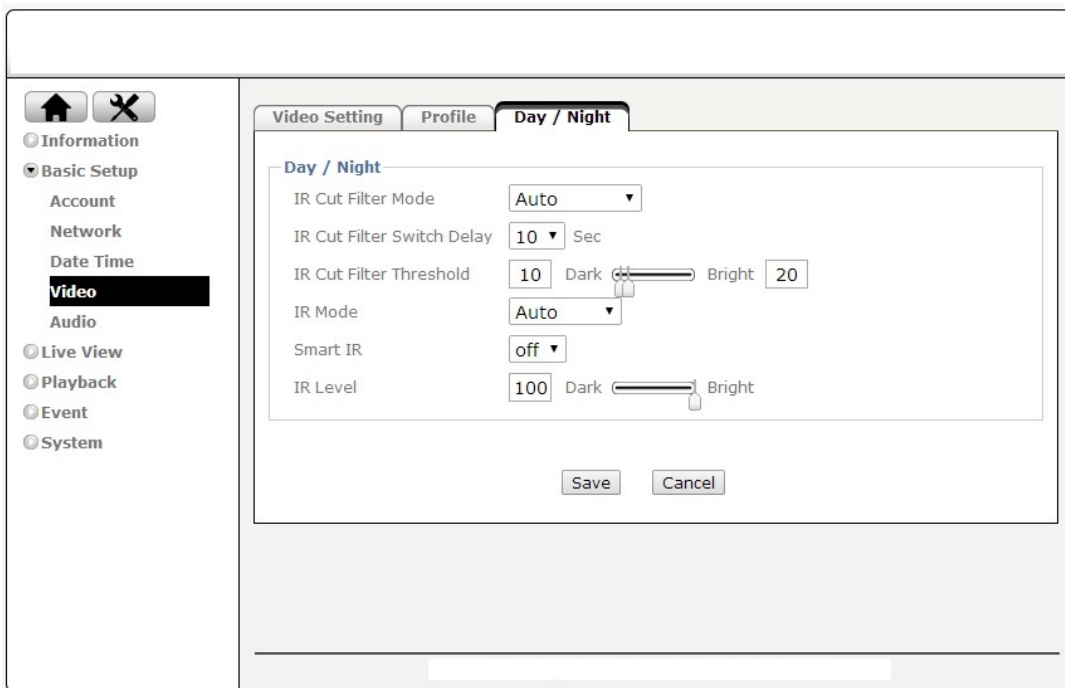 Information
Basic Setup
Account
Network
Date Time
Video
Audio
Live View
Playback
Event
System
Video Setting Profile Day / Night
Day / Night
IR Cut Filter Mode Auto
IR Cut Filter Switch Delay 10 Sec
IR Cut Filter Threshold 10 Dark Bright 20
IR Mode Auto
Smart IR off
IR Level 100 Dark Bright
Save Cancel